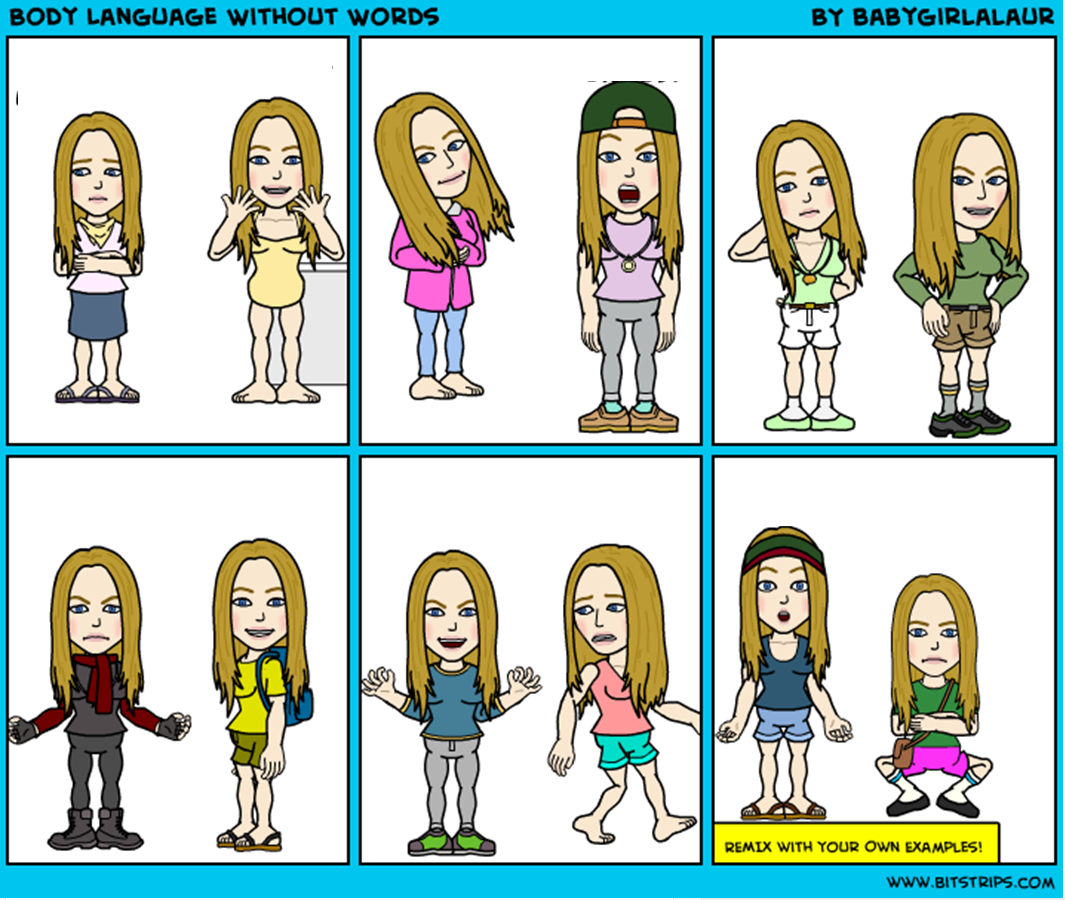 BODY LANGUAGE WITHOUT WORDS
BY BABYGIRLALAUR
REMIX WITH YOUR OWN EXAMPLES!
WWW.BITSTRIPS.COM